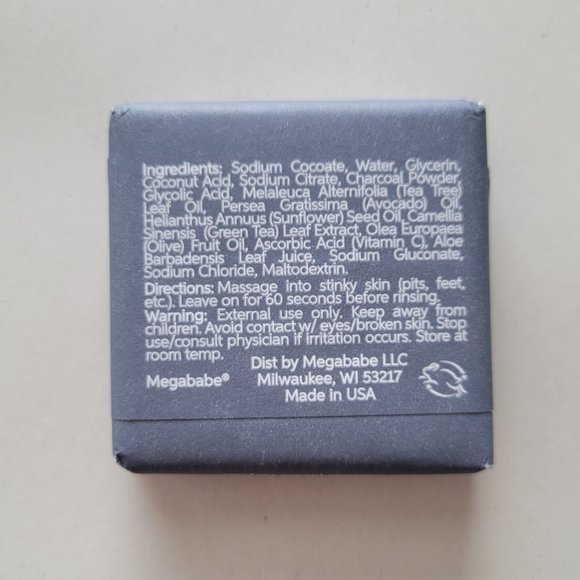 Ingredients: Sodium Cocoate, Water, Glycerin,
Coconut Acid, Sodium Citrate, Charcoal Powder,
Glycolic Acid, Melaleuca Alternifolia (Tea Tree)
Leaf Oil, Persea Gratissima (Avocado) Oil,
Helianthus Annuus (Sunflower) Seed Oil, Camellia
Sinensis (Green Tea) Leaf Extract, Olea Europaea
(Olive) Fruit Oil, Ascorbic Acid (Vitamin C), Aloe
Barbadensis Leaf Juice, Sodium Gluconate,
Sodium Chloride, Maltodextrin.
Directions: Massage into stinky skin (pits, feet,
etc.). Leave on for 60 seconds before rinsing.
Warning: External use only. Keep away from
children. Avoid contact w/ eyes/broken skin. Stop
use/consult physician if irritation occurs. Store at
room temp.
Dist by Megababe LLC
Megababe® Milwaukee, WI 53217
Made in USA